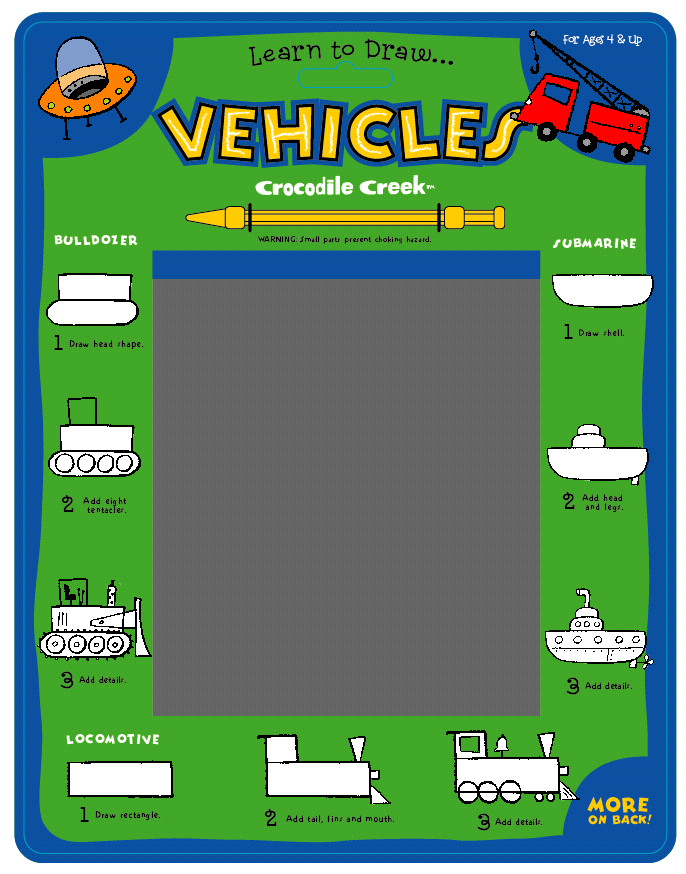 Learn to Draw...
For Ages 4 & Up
VEHICLES
Crocodile Creek™
WARNING: Small parts present choking hazard.
BULLDOZER
SUBMARINE
1 Draw head shape.
1 Draw shell.
2 Add eight
tentacles.
2 Add head
and legs.
3 Add details.
3 Add details.
LOCOMOTIVE
1 Draw rectangle.
2 Add tail, fins and mouth.
3 Add details.
MORE
ON BACK!